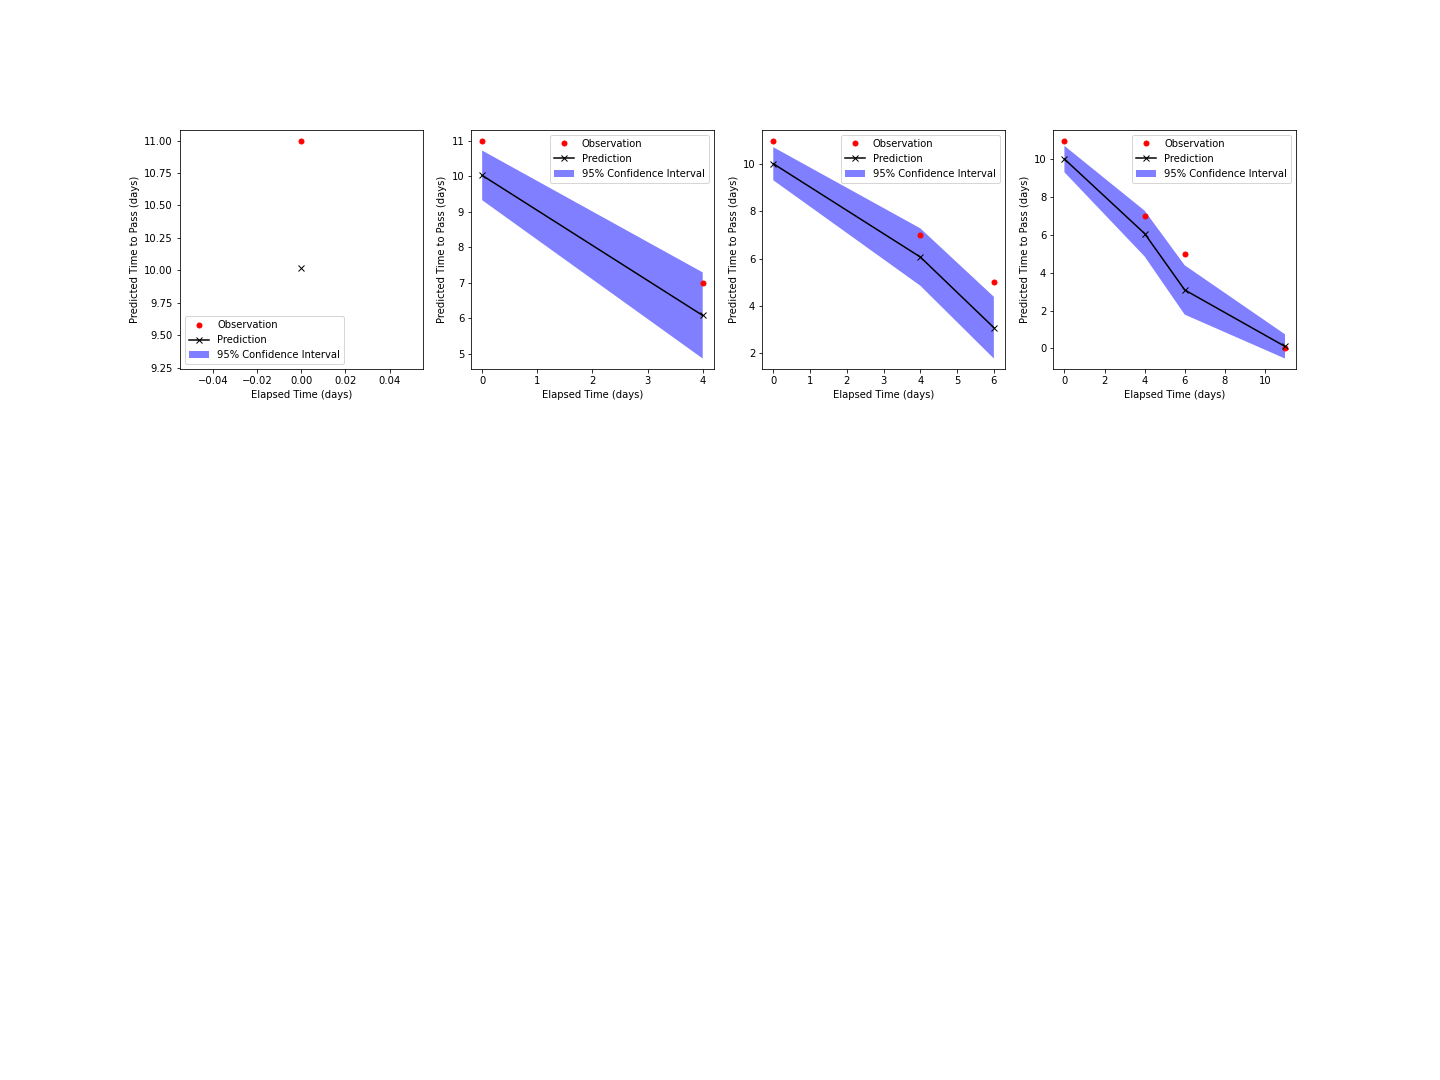 Predicted Time to Pass (days)
11.00
10.75
10.50
10.25
10.00
9.75
9.50
9.25
Observation
Prediction
95% Confidence Interval
−0.04 −0.02 0.00 0.02 0.04
Elapsed Time (days)
Predicted Time to Pass (days)
11
10
9
8
7
6
5
Observation
Prediction
95% Confidence Interval
0 1 2 3 4
Elapsed Time (days)
Predicted Time to Pass (days)
10
8
6
4
2
Observation
Prediction
95% Confidence Interval
0 1 2 3 4 5 6
Elapsed Time (days)
Predicted Time to Pass (days)
10
8
6
4
2
0
Observation
Prediction
95% Confidence Interval
0 2 4 6 8 10
Elapsed Time (days)